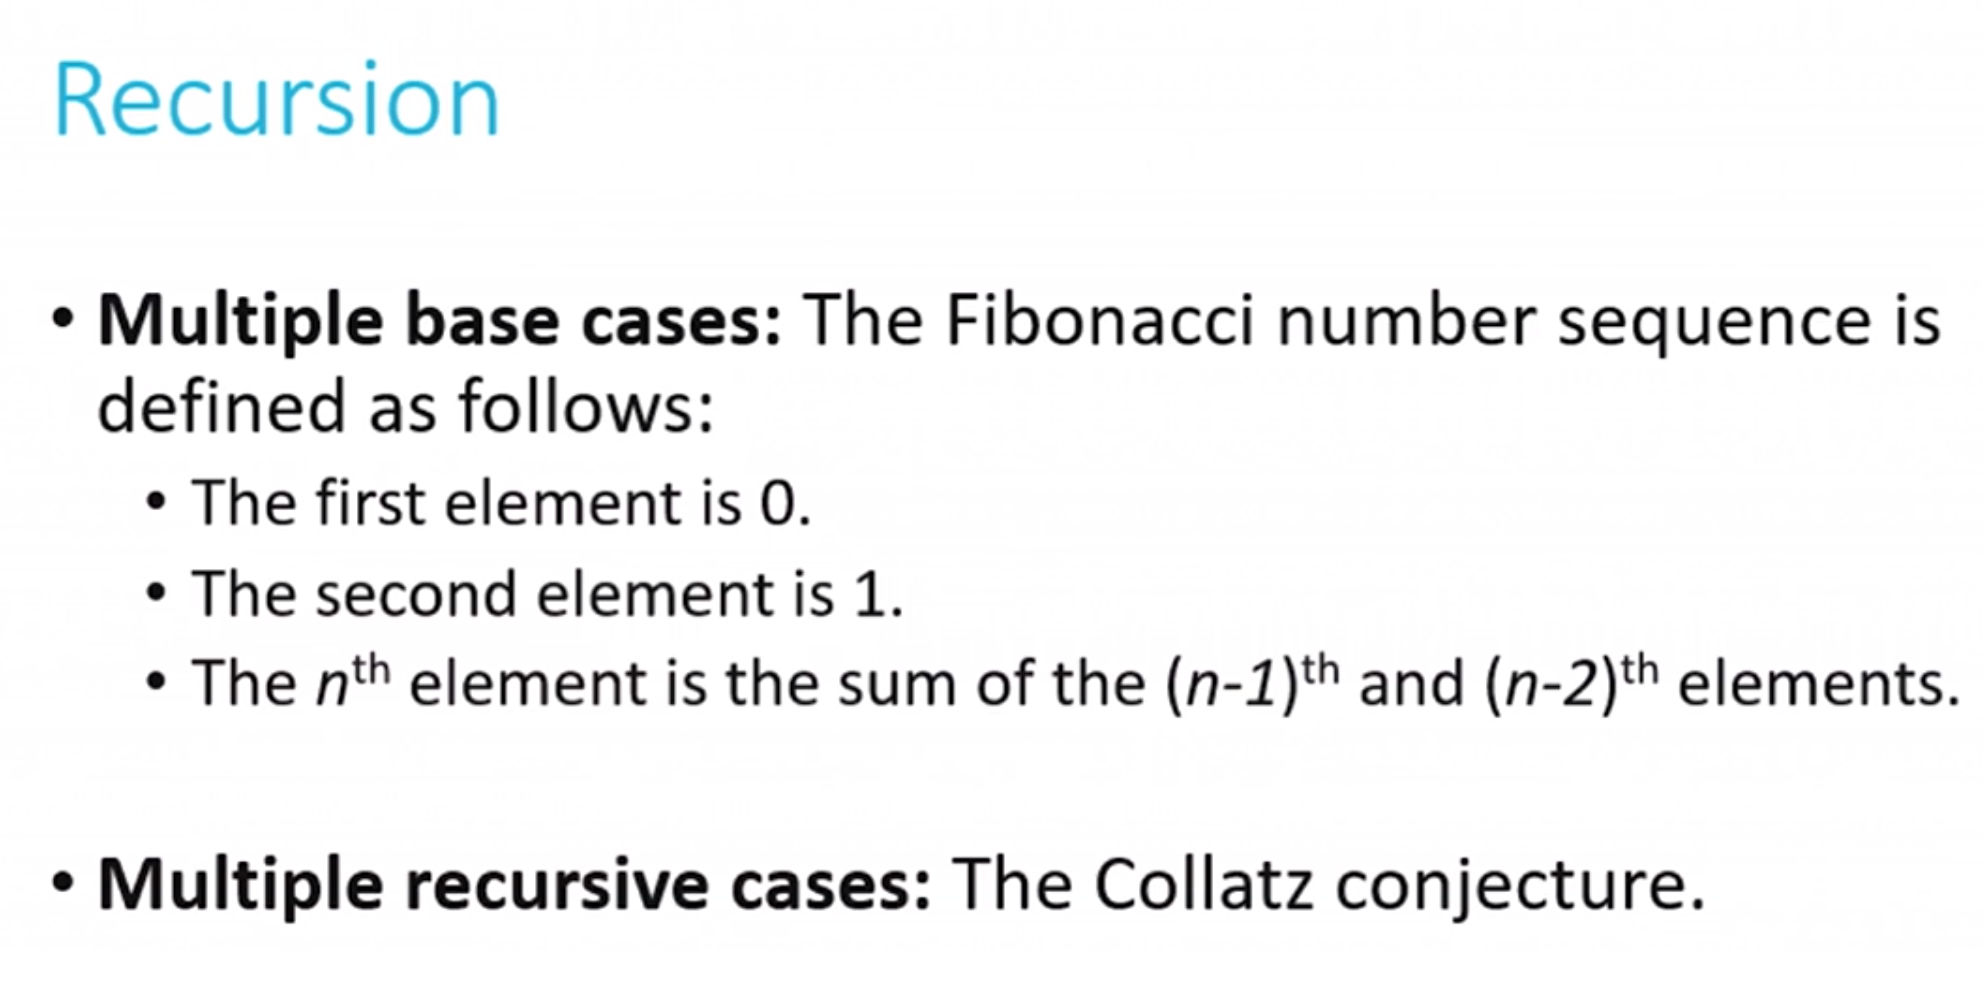 Recursion
• Multiple base cases: The Fibonacci number sequence is
defined as follows:
• The first element is 0.
• The second element is 1.
• The nᵗʰ element is the sum of the (n-1)ᵗʰ and (n-2)ᵗʰ elements.
• Multiple recursive cases: The Collatz conjecture.